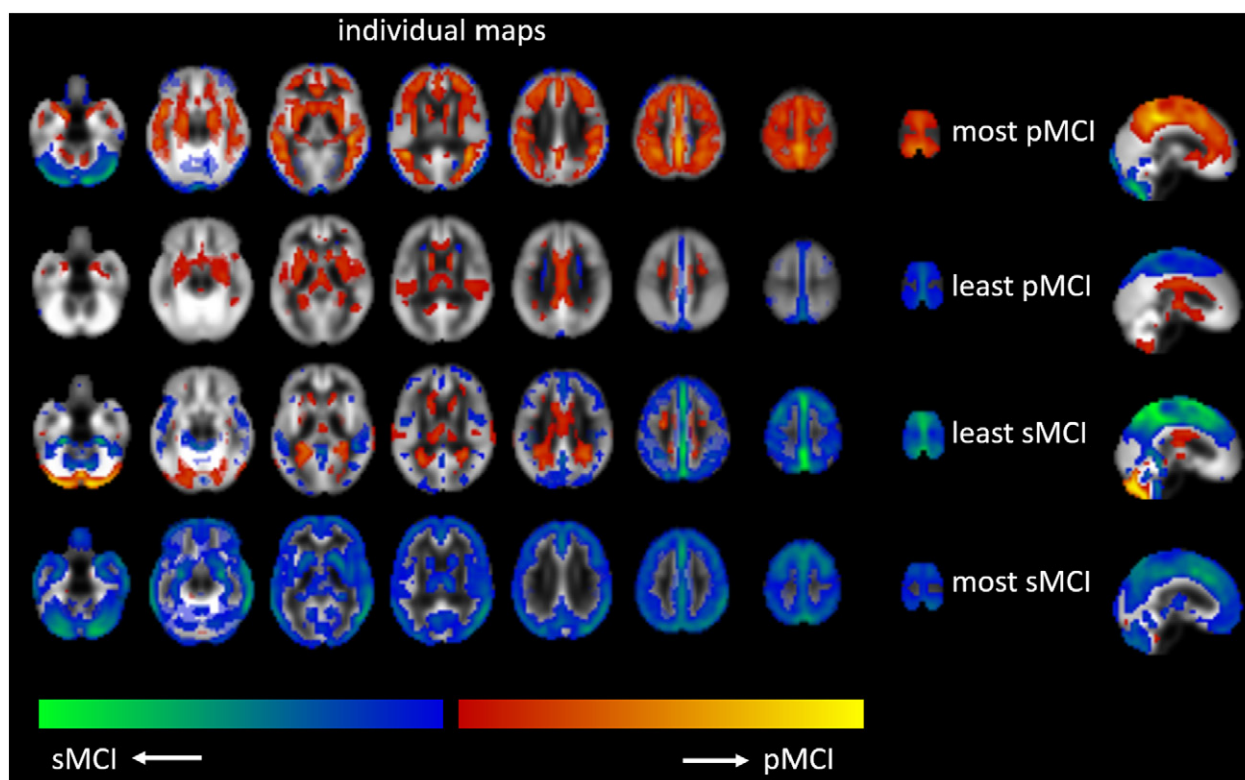 individual maps
most pMCI
least pMCI
least sMCI
most sMCI
sMCI
pMCI